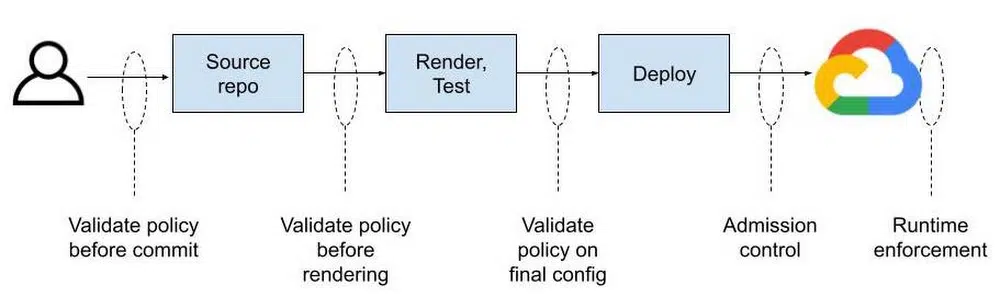 Source
repo
Render,
Test
Deploy
Validate policy
before commit
Validate policy
before
rendering
Validate
policy on
final config
Admission
control
Runtime
enforcement